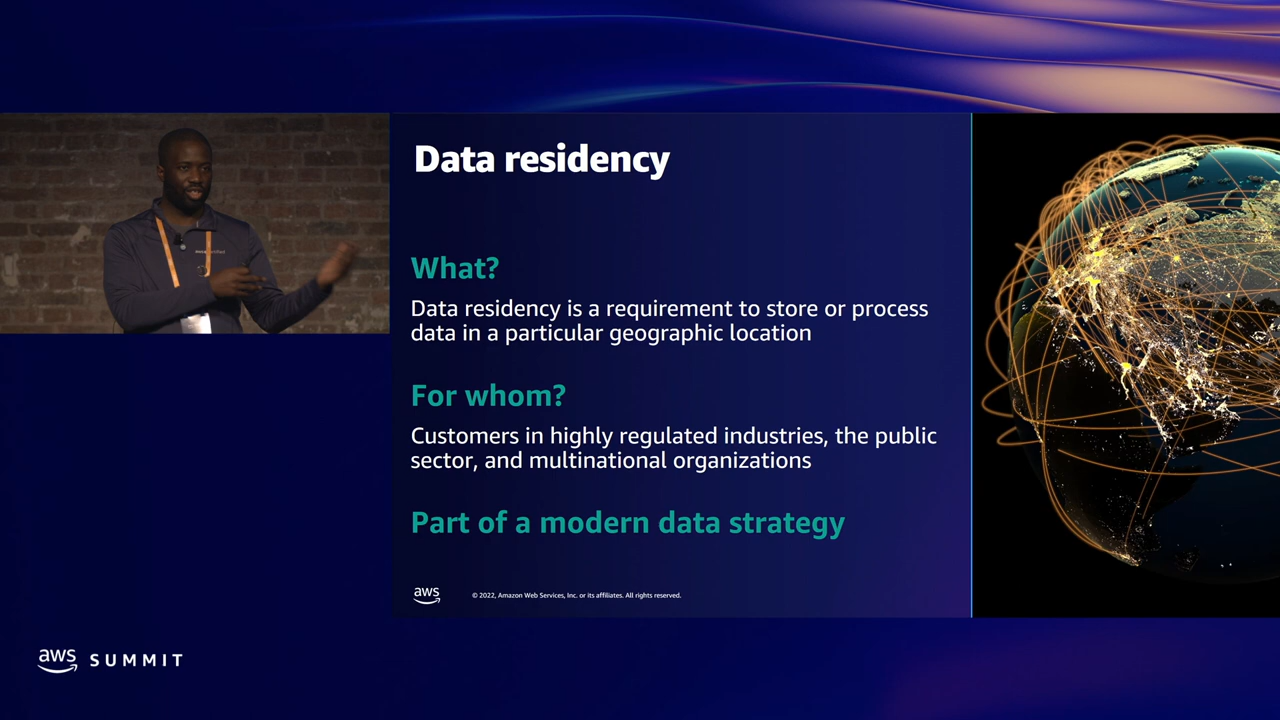 Data residency
What?
Data residency is a requirement to store or process
data in a particular geographic location
For whom?
Customers in highly regulated industries, the public
sector, and multinational organizations
Part of a modern data strategy
aws
© 2022, Amazon Web Services, Inc. or its affiliates. All rights reserved.
aws SUMMIT